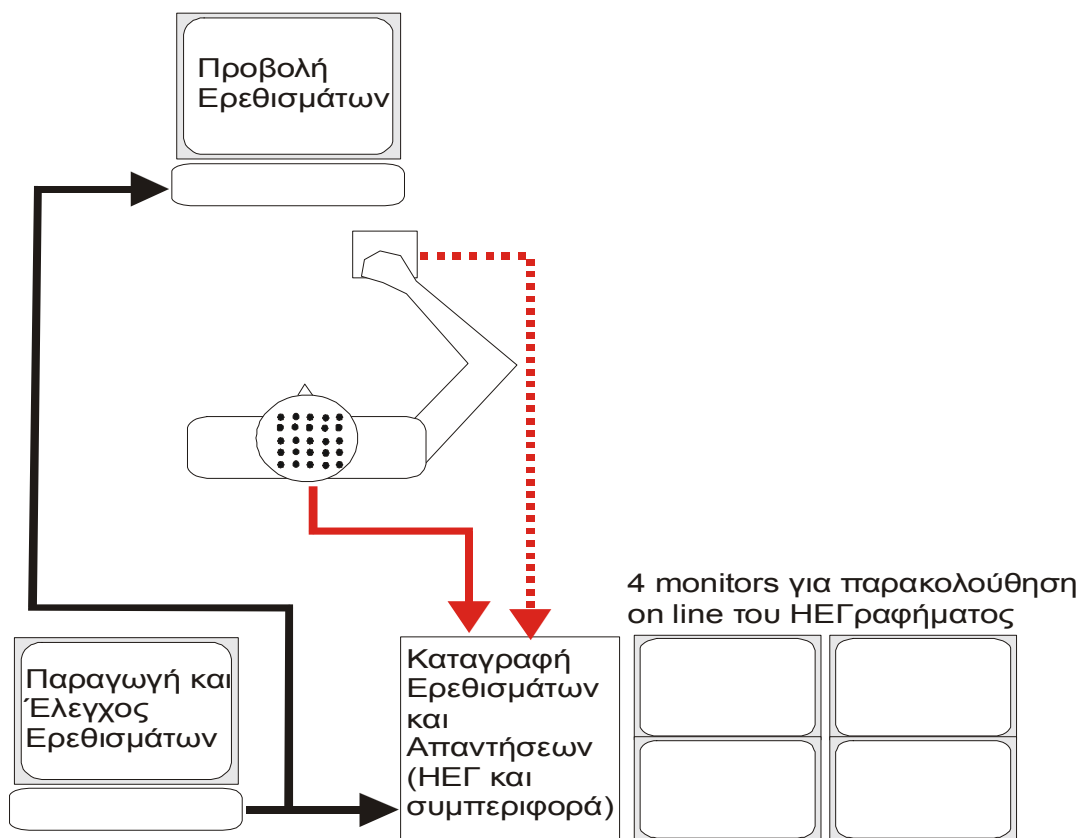 Προβολή
Ερεθισμάτων
4 monitors για παρακολούθηση
on line του ΗΕΓραφήματος
Παραγωγή και
Έλεγχος
Ερεθισμάτων
Καταγραφή
Ερεθισμάτων
και
Απαντήσεων
(ΗΕΓ και
συμπεριφορά)